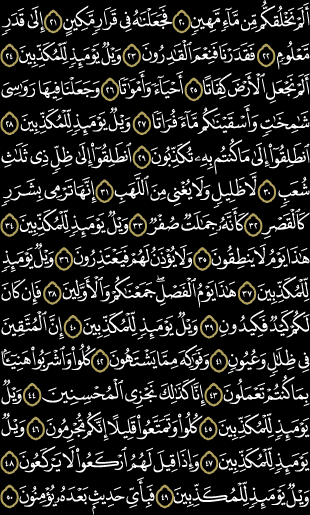 أَلَمْ نَخْلُقكُّم مِّن مَّآءٍ مَّهِينٍ ٢٠ فَجَعَلْنَٰهُ فِى قَرَارٍ مَّكِينٍ ٢١ إِلَىٰ قَدَرٍ
مَّعْلُومٍ ٢٢ فَقَدَرْنَا فَنِعْمَ ٱلْقَٰدِرُونَ ٢٣ وَيْلٌ يَوْمَئِذٍ لِّلْمُكَذِّبِينَ ٢٤
أَلَمْ نَجْعَلِ ٱلْأَرْضَ كِفَاتًا ٢٥ أَحْيَآءً وَأَمْوَٰتًا ٢٦ وَجَعَلْنَا فِيهَا رَوَٰسِىَ
شَٰمِخَٰتٍ وَأَسْقَيْنَٰكُم مَّآءً فُرَاتًا ٢٧ وَيْلٌ يَوْمَئِذٍ لِّلْمُكَذِّبِينَ ٢٨
ٱنطَلِقُوٓا۟ إِلَىٰ مَا كُنتُم بِهِۦ تُكَذِّبُونَ ٢٩ ٱنطَلِقُوٓا۟ إِلَىٰ ظِلٍّ ذِى ثَلَٰثِ
شُعَبٍ ٣٠ لَّا ظَلِيلٍ وَلَا يُغْنِى مِنَ ٱللَّهَبِ ٣١ إِنَّهَا تَرْمِى بِشَرَرٍ
كَٱلْقَصْرِ ٣٢ كَأَنَّهُۥ جِمَٰلَتٌ صُفْرٌ ٣٣ وَيْلٌ يَوْمَئِذٍ لِّلْمُكَذِّبِينَ ٣٤
هَٰذَا يَوْمُ لَا يَنطِقُونَ ٣٥ وَلَا يُؤْذَنُ لَهُمْ فَيَعْتَذِرُونَ ٣٦ وَيْلٌ يَوْمَئِذٍ
لِّلْمُكَذِّبِينَ ٣٧ هَٰذَا يَوْمُ ٱلْفَصْلِ ۖ جَمَعْنَٰكُمْ وَٱلْأَوَّلِينَ ٣٨ فَإِن كَانَ
لَكُمْ كَيْدٌ فَكِيدُونِ ٣٩ وَيْلٌ يَوْمَئِذٍ لِّلْمُكَذِّبِينَ ٤٠ إِنَّ ٱلْمُتَّقِينَ
فِى ظِلَٰلٍ وَعُيُونٍ ٤١ وَفَوَٰكِهَ مِمَّا يَشْتَهُونَ ٤٢ كُلُوا۟ وَٱشْرَبُوا۟ هَنِيٓـًٔۢا
بِمَا كُنتُمْ تَعْمَلُونَ ٤٣ إِنَّا كَذَٰلِكَ نَجْزِى ٱلْمُحْسِنِينَ ٤٤ وَيْلٌ
يَوْمَئِذٍ لِّلْمُكَذِّبِينَ ٤٥ كُلُوا۟ وَتَمَتَّعُوا۟ قَلِيلًا إِنَّكُم مُّجْرِمُونَ ٤٦ وَيْلٌ
يَوْمَئِذٍ لِّلْمُكَذِّبِينَ ٤٧ وَإِذَا قِيلَ لَهُمُ ٱرْكَعُوا۟ لَا يَرْكَعُونَ ٤٨
وَيْلٌ يَوْمَئِذٍ لِّلْمُكَذِّبِينَ ٤٩ فَبِأَىِّ حَدِيثٍۭ بَعْدَهُۥ يُؤْمِنُونَ ٥٠